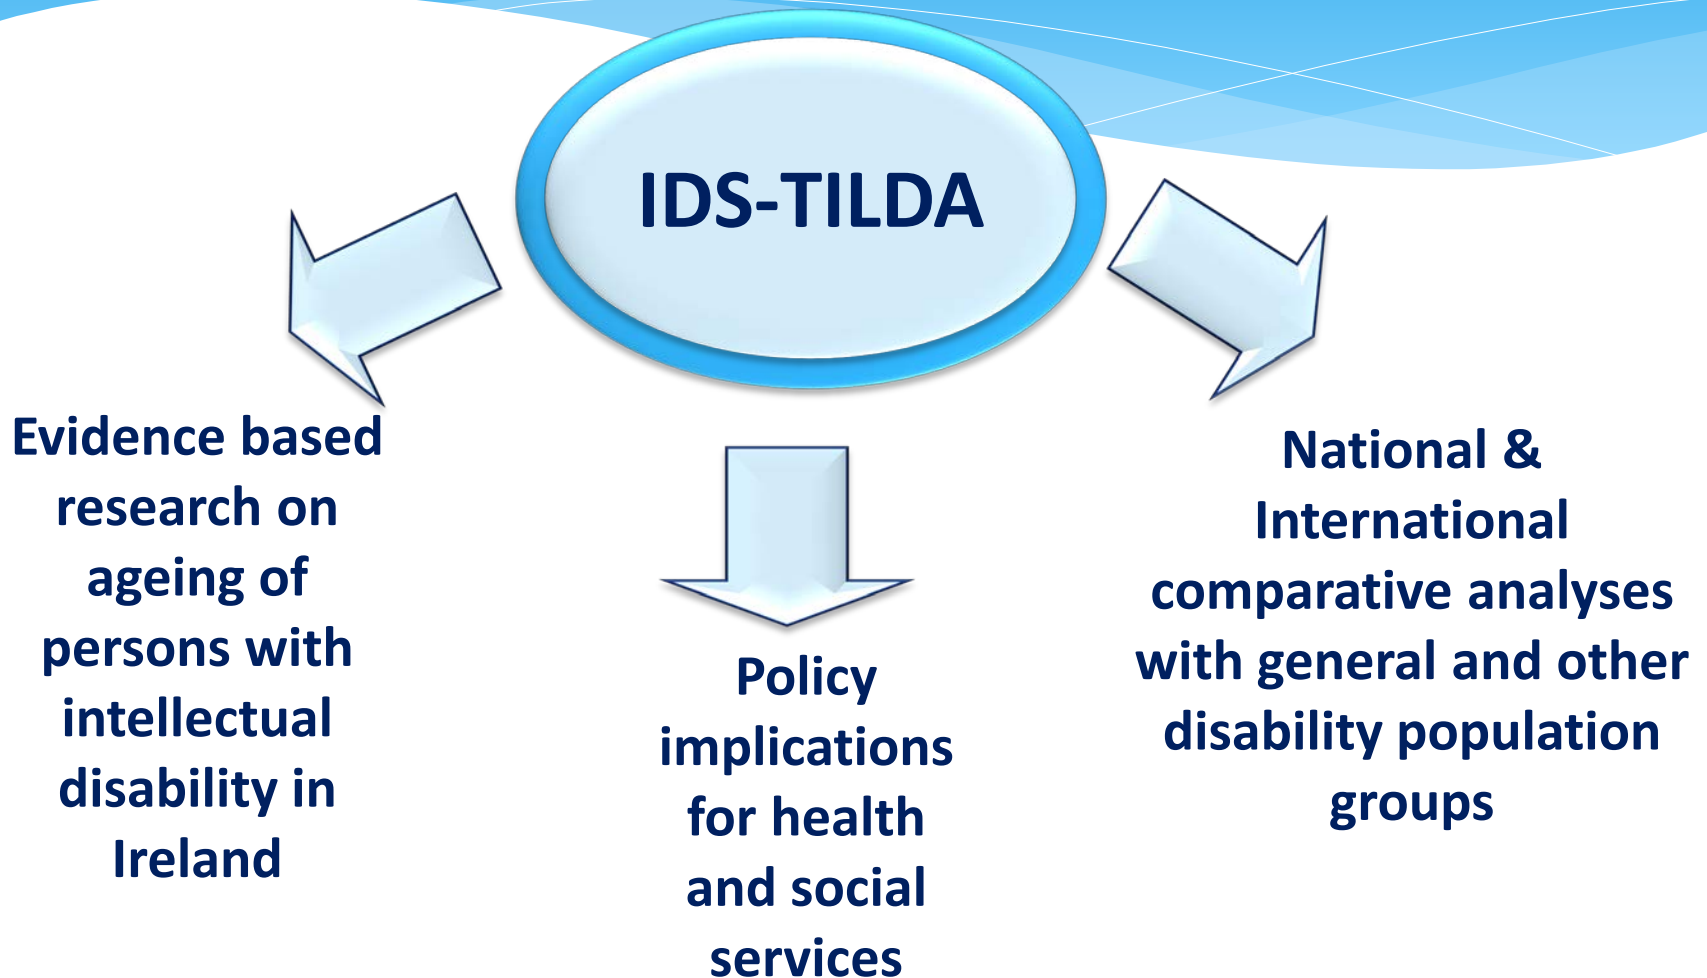 IDS-TILDA
Evidence based
research on
ageing of
persons with
intellectual
disability in
Ireland
Policy
implications
for health
and social
services
National &
International
comparative analyses
with general and other
disability population
groups